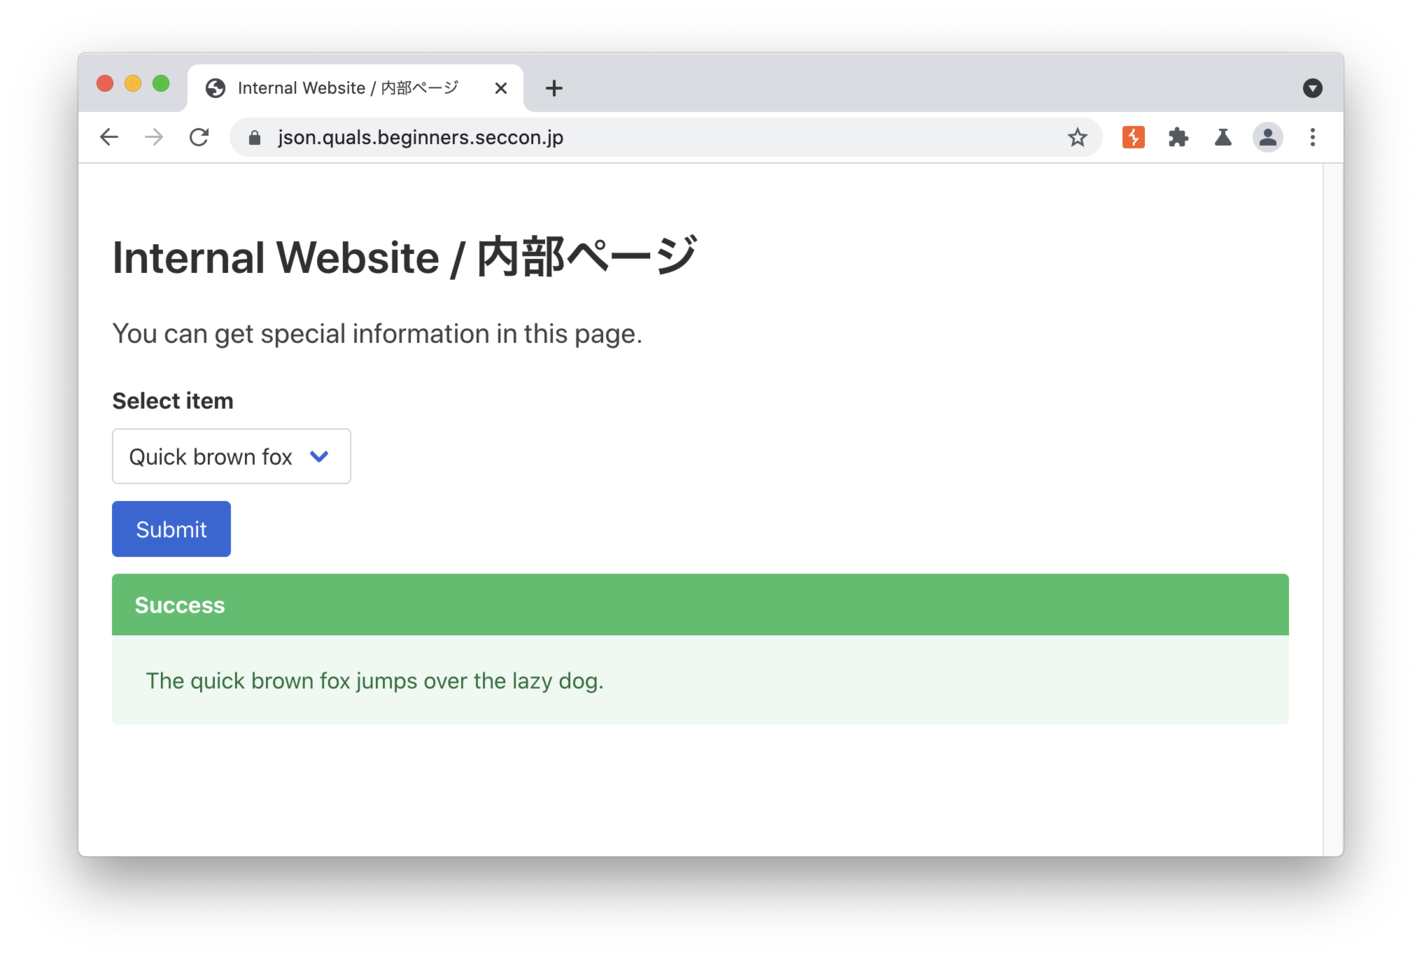 Internal Website / 内部ページ
json.quals.beginners.seccon.jp
Internal Website / 内部ページ
You can get special information in this page.
Select item
Quick brown fox
Submit
Success
The quick brown fox jumps over the lazy dog.